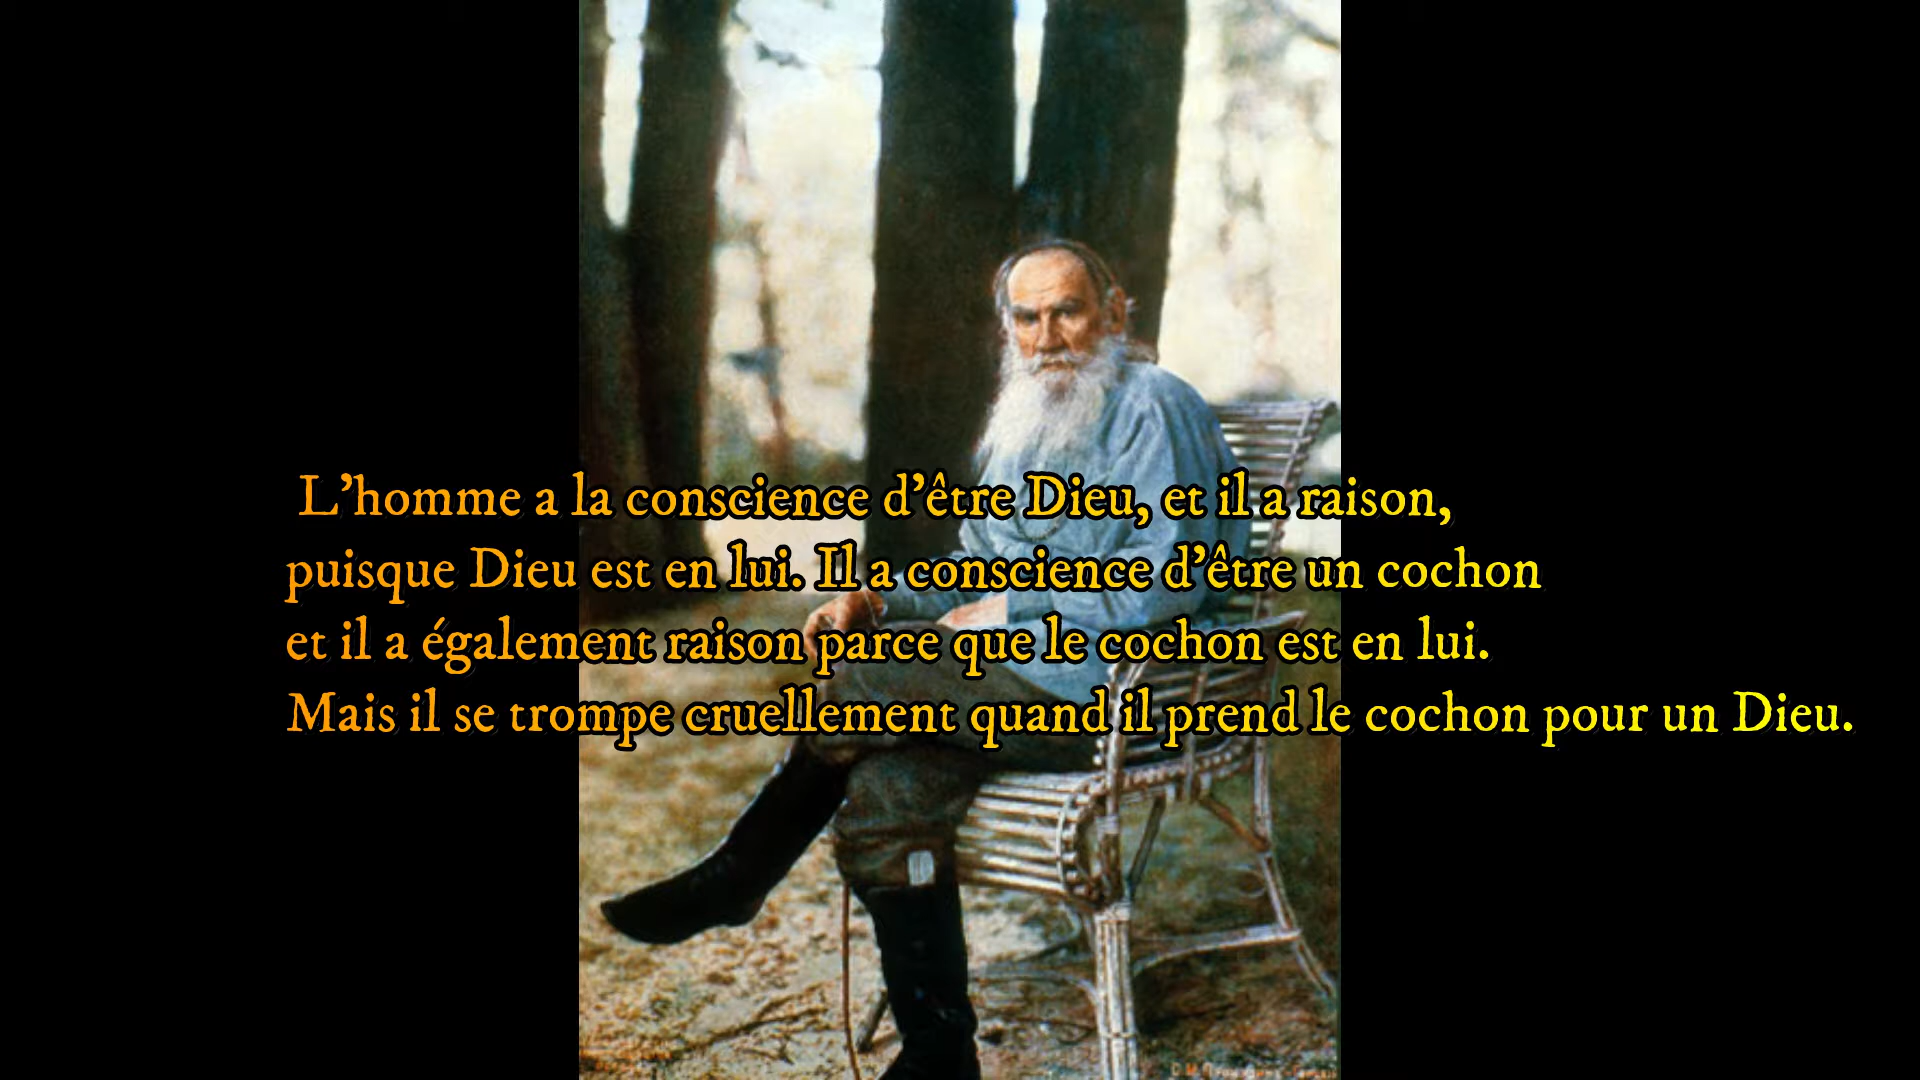 L'homme a la conscience d'être Dieu, et il a raison,
puisque Dieu est en lui. Il a conscience d'être un cochon
et il a également raison parce que le cochon est en lui.
Mais il se trompe cruellement quand il prend le cochon pour un Dieu.